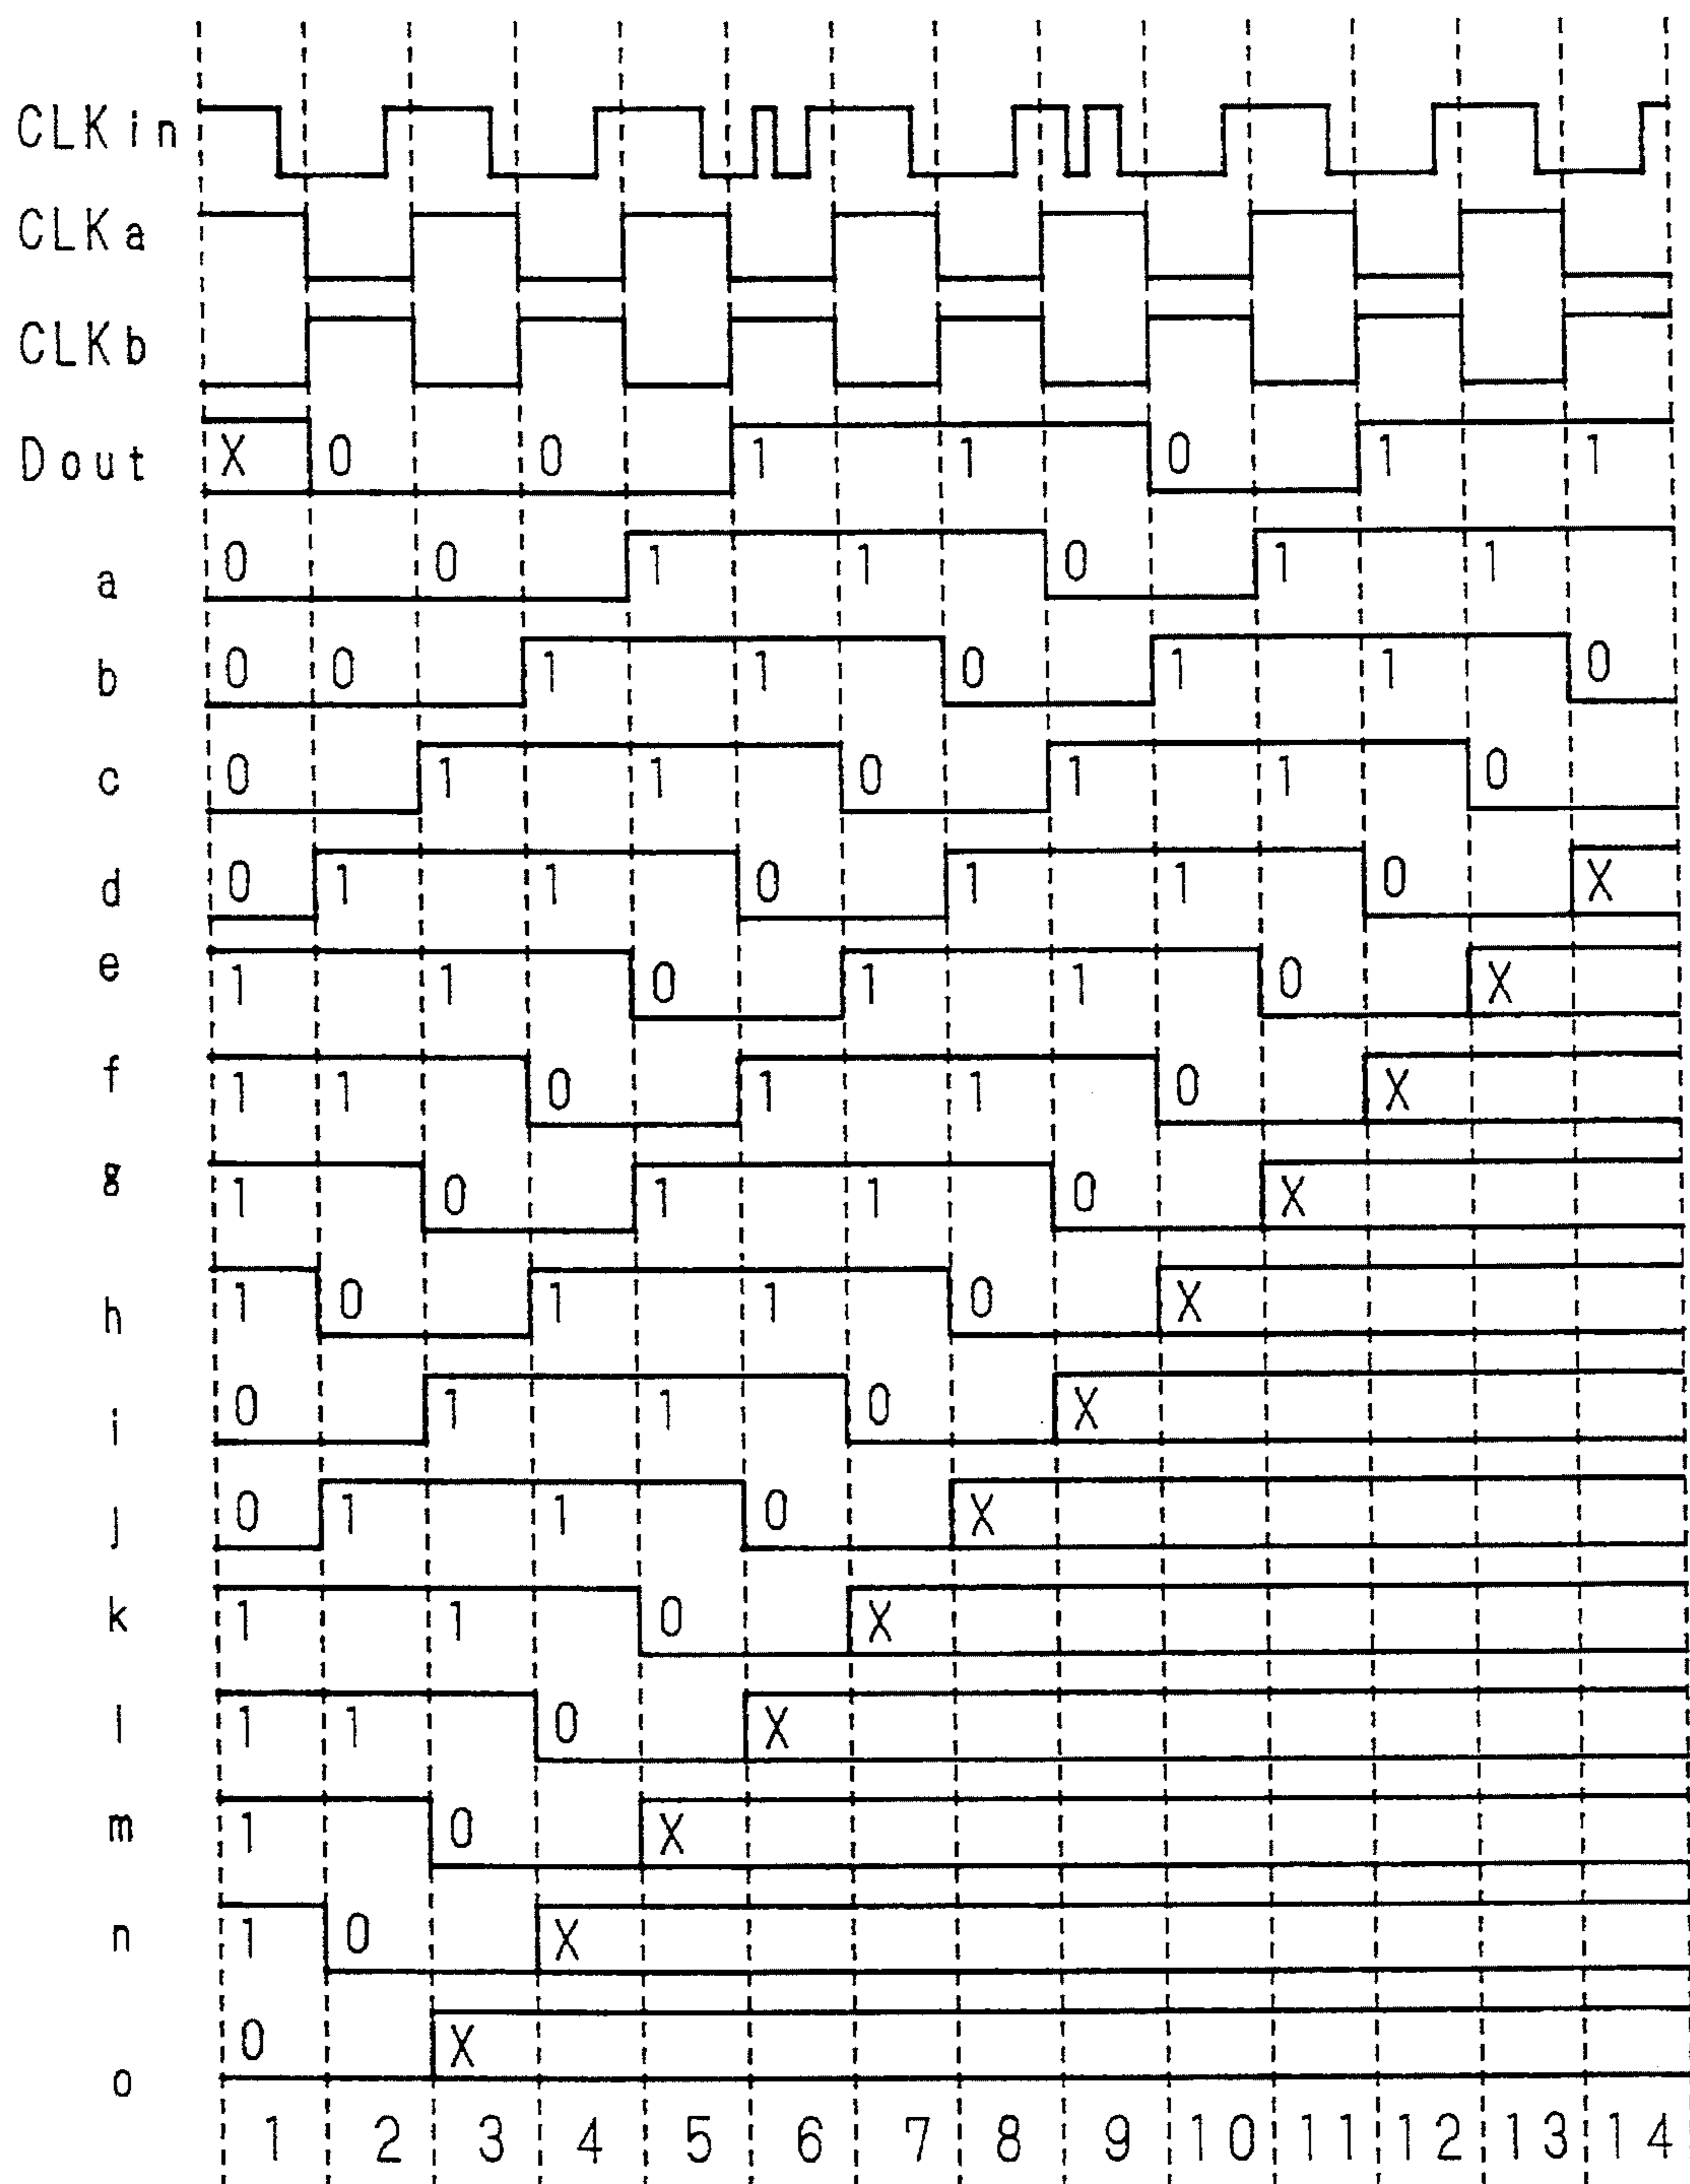 CLKin
CLKa
CLKb
Dout X 0 0 1 1 0 1 1
a 0 0 1 1 0 1 1
b 0 0 1 1 0 1 1 0
c 0 1 1 0 1 1 0
d 0 1 1 0 1 1 0 X
e 1 1 0 1 1 0 X
f 1 1 0 1 1 0 X
g 1 0 1 1 0 X
h 1 0 1 1 0 X
i 0 1 1 0 X
j 0 1 1 0 X
k 1 1 0 X
l 1 1 0 X
m 1 0 X
n 1 0 X
o 0 X
1 2 3 4 5 6 7 8 9 10 11 12 13 14